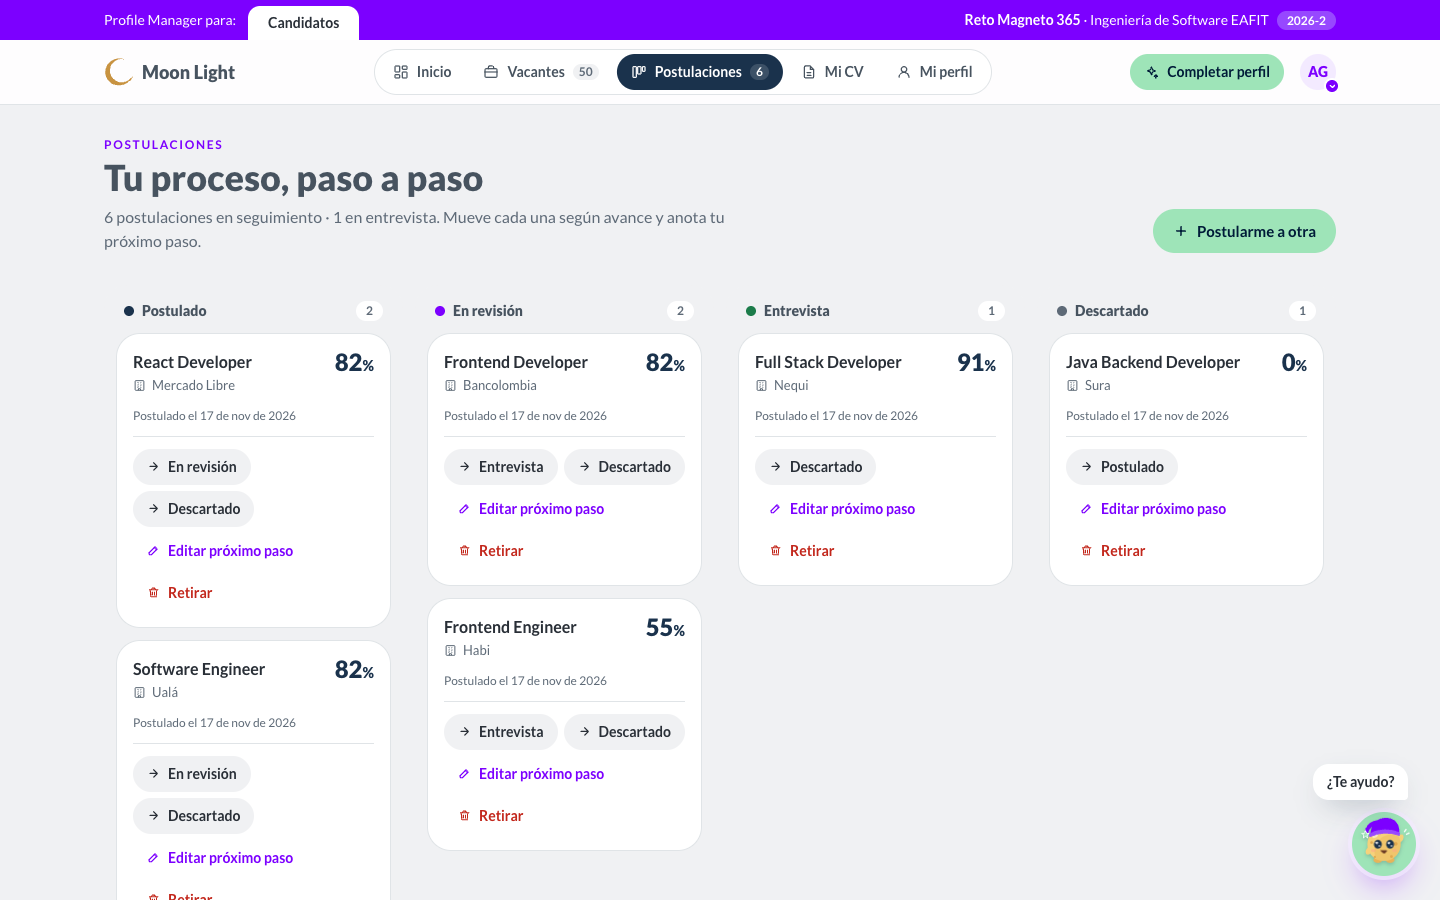 Profile Manager para:
Candidatos
Reto Magneto 365 · Ingeniería de Software EAFIT
2026-2
Moon Light
Inicio
Vacantes 50
Postulaciones 6
Mi CV
Mi perfil
Completar perfil
AG
POSTULACIONES
Tu proceso, paso a paso
6 postulaciones en seguimiento · 1 en entrevista. Mueve cada una según avance y anota tu
próximo paso.
Postularme a otra
Postulado 2
React Developer 82%
Mercado Libre
Postulado el 17 de nov de 2026
En revisión
Descartado
Editar próximo paso
Retirar
Software Engineer 82%
Ualá
Postulado el 17 de nov de 2026
En revisión
Descartado
Editar próximo paso
Retirar
En revisión 2
Frontend Developer 82%
Bancolombia
Postulado el 17 de nov de 2026
Entrevista Descartado
Editar próximo paso
Retirar
Frontend Engineer 55%
Habi
Postulado el 17 de nov de 2026
Entrevista Descartado
Editar próximo paso
Retirar
Entrevista 1
Full Stack Developer 91%
Nequi
Postulado el 17 de nov de 2026
Descartado
Editar próximo paso
Retirar
Descartado 1
Java Backend Developer 0%
Sura
Postulado el 17 de nov de 2026
Postulado
Editar próximo paso
Retirar
¿Te ayudo?